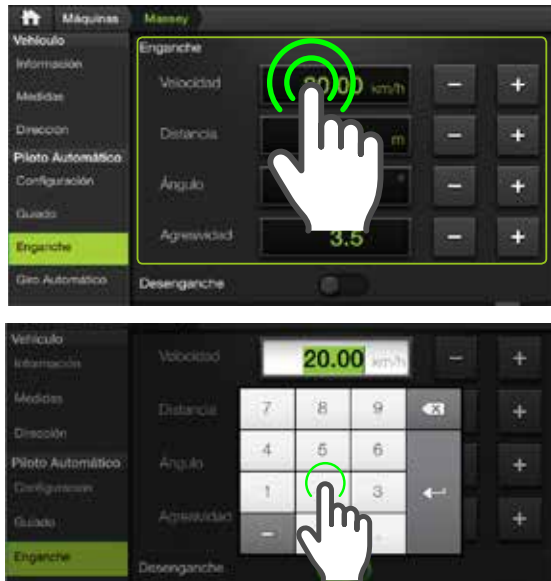 Máquinas Massey
Vehículo
Información
Medidas
Dirección
Piloto Automático
Configuración
Guiado
Enganche
Giro Automático
Enganche
Velocidad km/h - +
Distancia m - +
Ángulo ° - +
Agresividad 3.5 - +
Desenganche
Vehículo
Información
Medidas
Dirección
Piloto Automático
Configuración
Guiado
Enganche
Velocidad 20.00 km/h - +
Distancia +
Ángulo +
Agresividad +
Desenganche
7 8 9
4 5 6
1 3
-